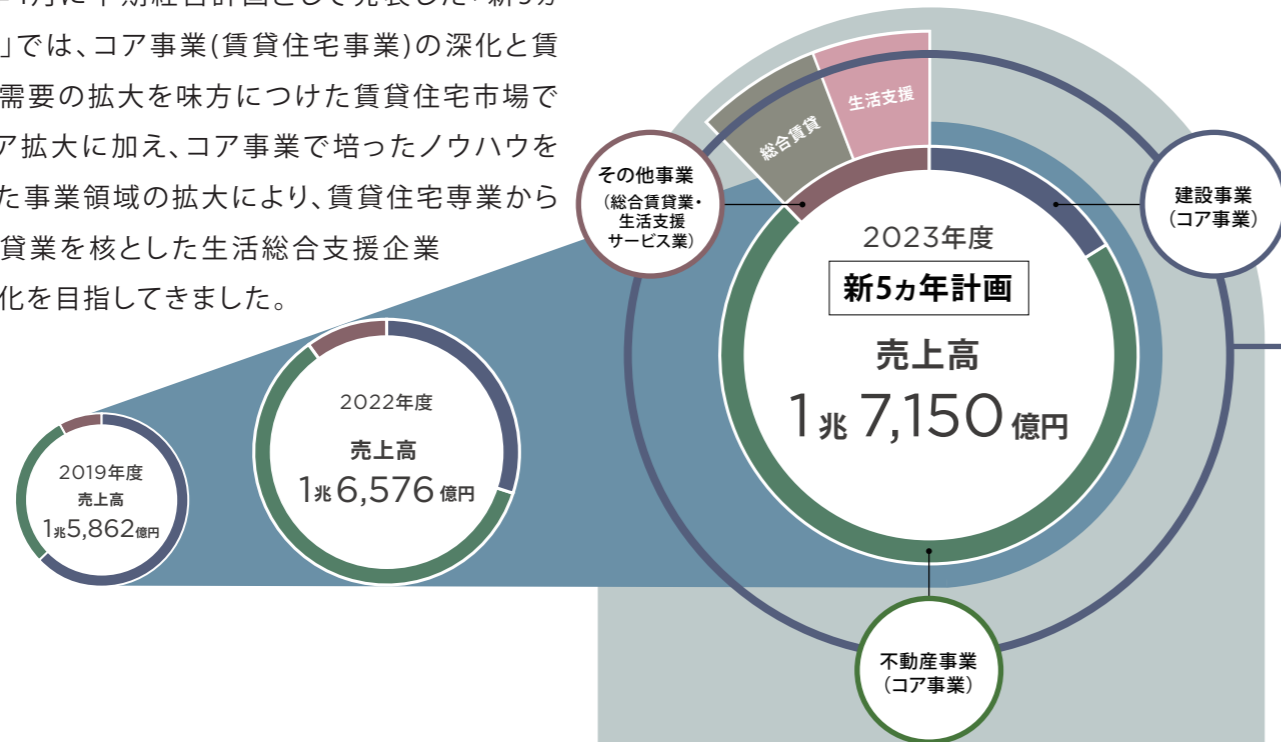 」では、コア事業(賃貸住宅事業)の深化と賃
需要の拡大を味方につけた賃貸住宅市場で
ア拡大に加え、コア事業で培ったノウハウを
た事業領域の拡大により、賃貸住宅専業から
貸業を核とした生活総合支援企業
化を目指してきました。
総合賃貸
生活支援
その他事業
（総合賃貸業・
生活支援
サービス業）
建設事業
（コア事業）
2023年度
新5ヵ年計画
売上高
1兆7,150億円
2022年度
売上高
1兆6,576億円
2019年度
売上高
1兆5,862億円
不動産事業
（コア事業）